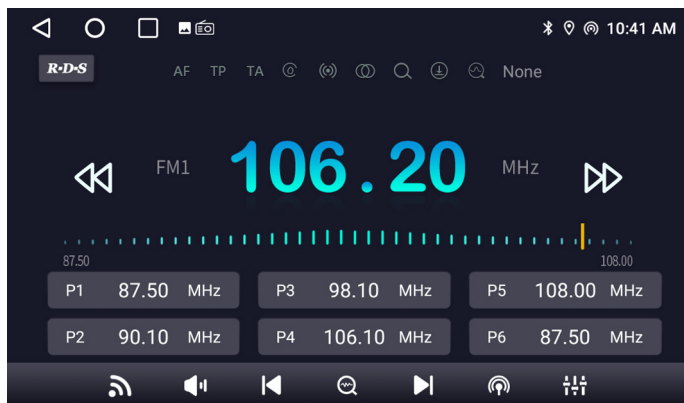 10:41 AM
R·D·S AF TP TA None
FM1 106.20 MHz
87.50 108.00
P1 87.50 MHz P3 98.10 MHz P5 108.00 MHz
P2 90.10 MHz P4 106.10 MHz P6 87.50 MHz